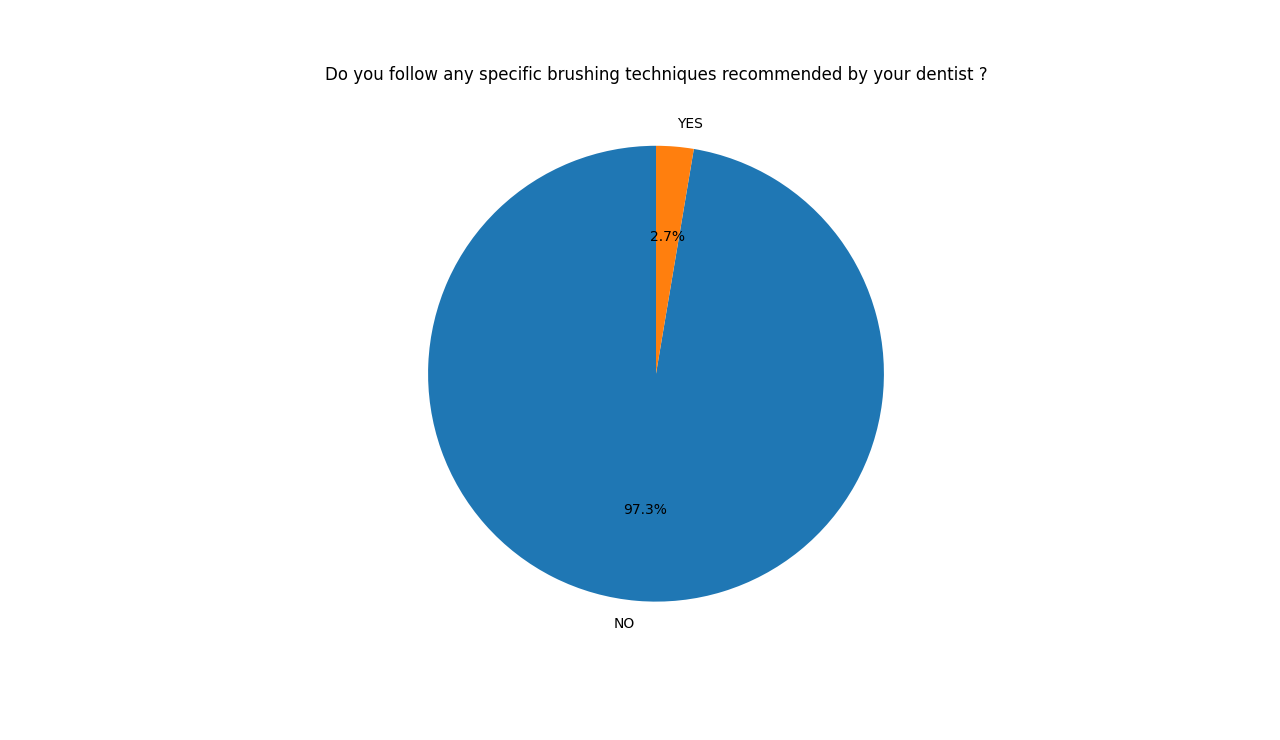 Do you follow any specific brushing techniques recommended by your dentist ?
YES
2.7%
97.3%
NO